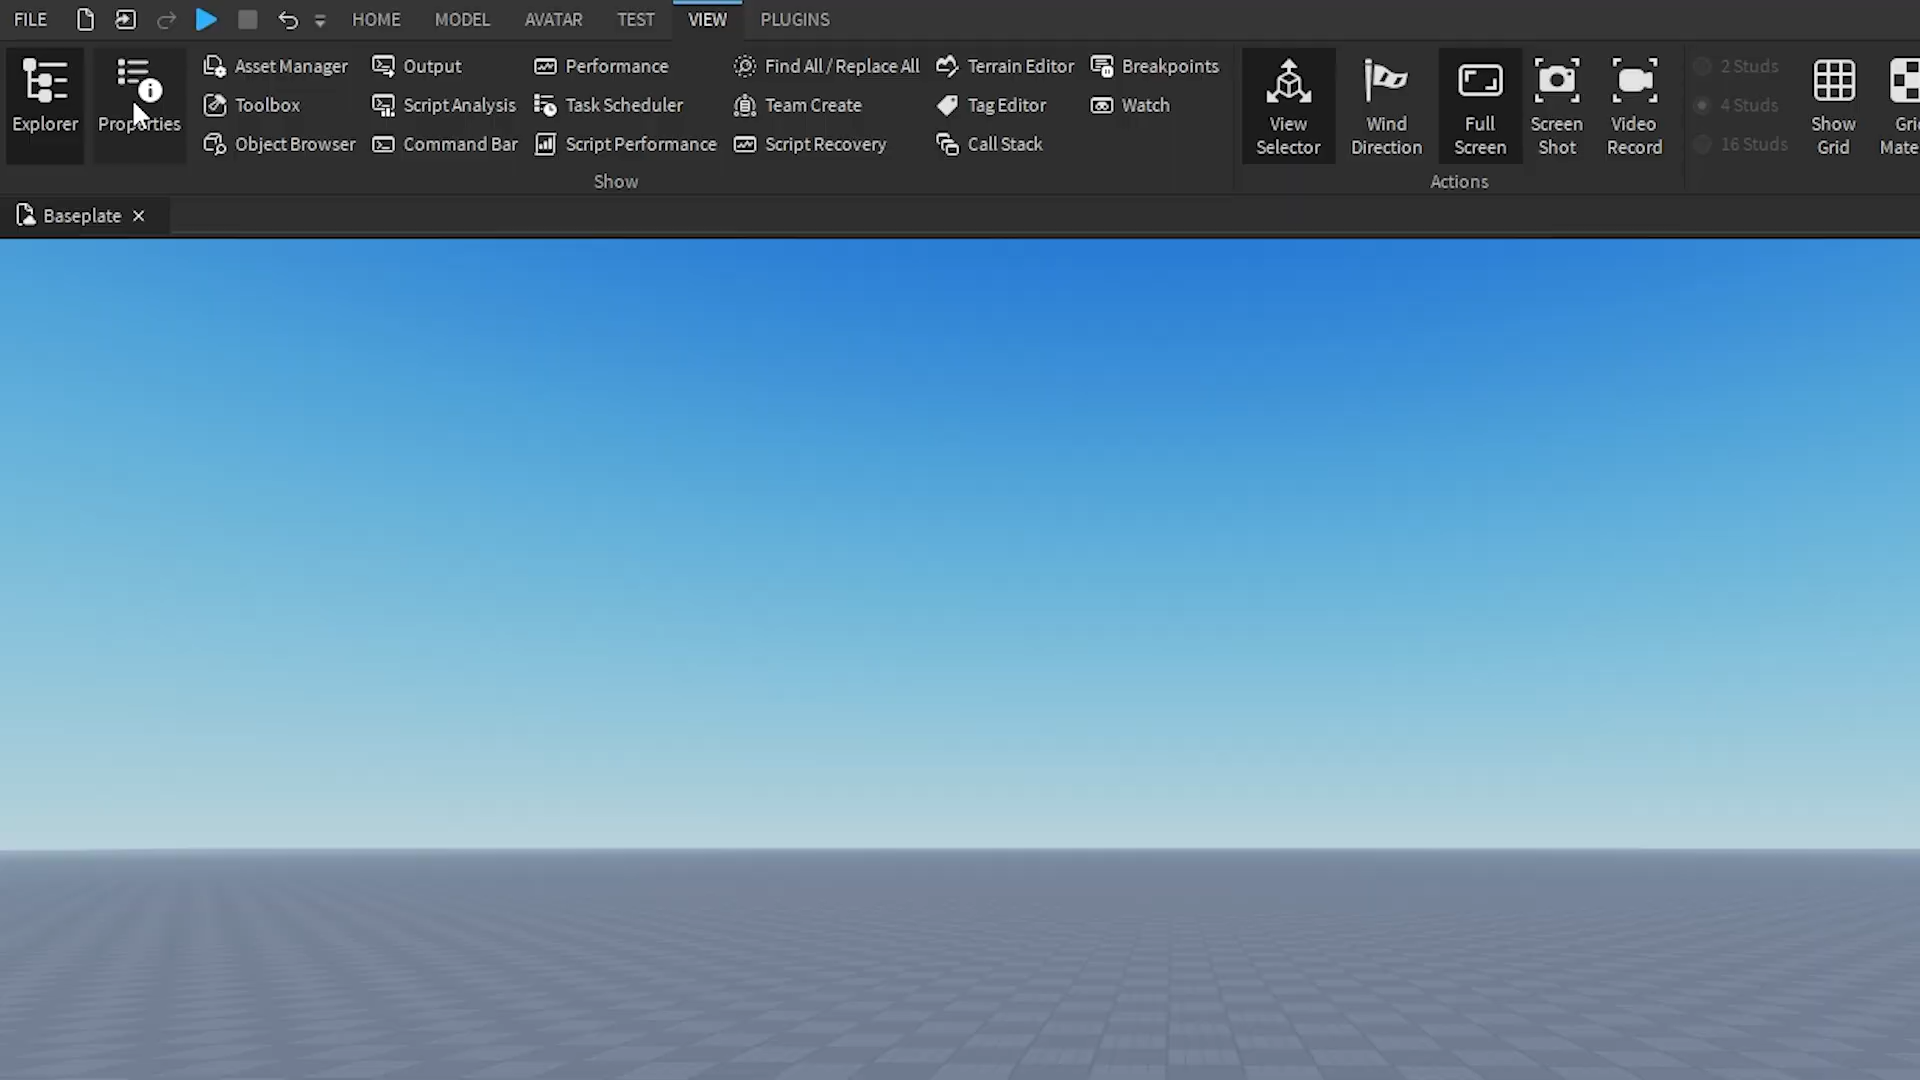 FILE HOME MODEL AVATAR TEST VIEW PLUGINS
Explorer
Properties
Asset Manager
Toolbox
Object Browser
Output
Script Analysis
Command Bar
Performance
Task Scheduler
Script Performance
Find All / Replace All
Team Create
Script Recovery
Terrain Editor
Tag Editor
Call Stack
Breakpoints
Watch
Show
View
Selector
Wind
Direction
Full
Screen
Screen
Shot
Video
Record
Actions
2 Studs
4 Studs
16 Studs
Show
Grid
Gri
Mate
Baseplate